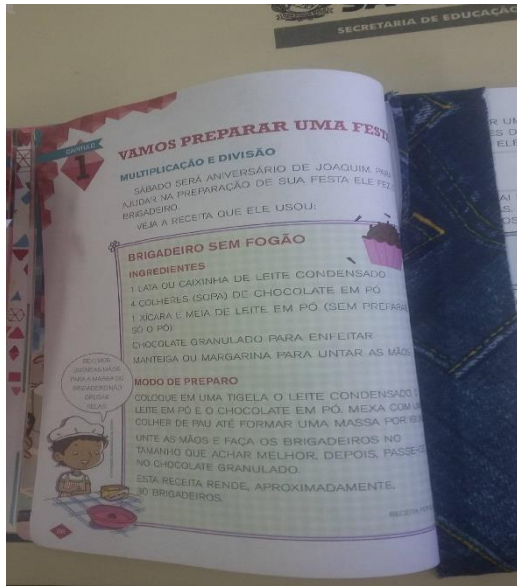 SECRETARIA DE EDUCAÇÃO
CAPÍTULO
1
VAMOS PREPARAR UMA FESTA
MULTIPLICAÇÃO E DIVISÃO
SÁBADO SERÁ ANIVERSÁRIO DE JOAQUIM. PARA
AJUDAR NA PREPARAÇÃO DE SUA FESTA ELE FEZ
BRIGADEIRO.
VEJA A RECEITA QUE ELE USOU:
BRIGADEIRO SEM FOGÃO
INGREDIENTES
1 LATA OU CAIXINHA DE LEITE CONDENSADO
4 COLHERES (SOPA) DE CHOCOLATE EM PÓ
1 XÍCARA E MEIA DE LEITE EM PÓ (SEM PREPARAR
SÓ O PÓ)
CHOCOLATE GRANULADO PARA ENFEITAR
MANTEIGA OU MARGARINA PARA UNTAR AS MÃOS
MODO DE PREPARO
COLOQUE EM UMA TIGELA O LEITE CONDENSADO
LEITE EM PÓ E O CHOCOLATE EM PÓ. MEXA COM
COLHER DE PAU ATÉ FORMAR UMA MASSA POR
UNTE AS MÃOS E FAÇA OS BRIGADEIROS NO
TAMANHO QUE ACHAR MELHOR. DEPOIS, PASSE-
NO CHOCOLATE GRANULADO.
ESTA RECEITA RENDE, APROXIMADAMENTE,
30 BRIGADEIROS.